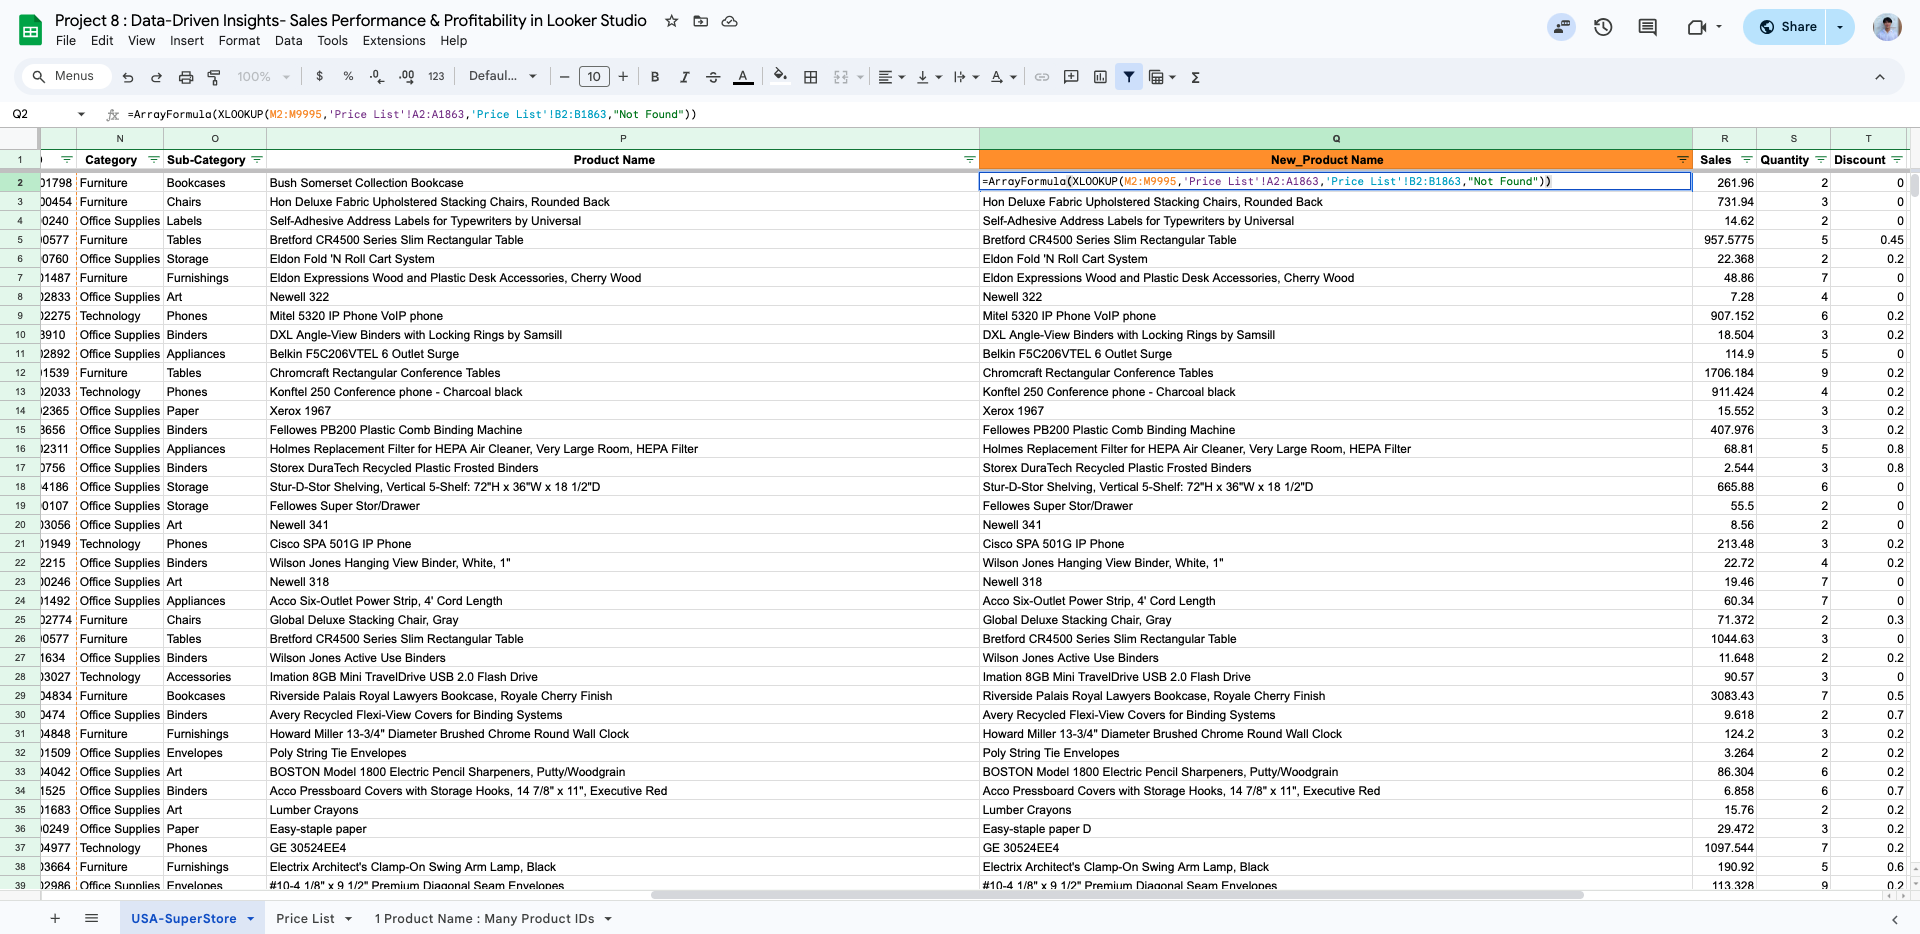 Project 8 : Data-Driven Insights- Sales Performance & Profitability in Looker Studio
File Edit View Insert Format Data Tools Extensions Help
Share
Menus 100% $ % .0 .00 123 Defaul... 10 B I A Σ
Q2 fx =ArrayFormula(XLOOKUP(M2:M9995,'Price List'!A2:A1863,'Price List'!B2:B1863,"Not Found"))
N O P Q R S T
1 ) Category Sub-Category Product Name New_Product Name Sales Quantity Discount
2 01798 Furniture Bookcases Bush Somerset Collection Bookcase =ArrayFormula(XLOOKUP(M2:M9995,'Price List'!A2:A1863,'Price List'!B2:B1863,"Not Found")) 261.96 2 0
3 00454 Furniture Chairs Hon Deluxe Fabric Upholstered Stacking Chairs, Rounded Back Hon Deluxe Fabric Upholstered Stacking Chairs, Rounded Back 731.94 3 0
4 0240 Office Supplies Labels Self-Adhesive Address Labels for Typewriters by Universal Self-Adhesive Address Labels for Typewriters by Universal 14.62 2 0
5 0577 Furniture Tables Bretford CR4500 Series Slim Rectangular Table Bretford CR4500 Series Slim Rectangular Table 957.5775 5 0.45
6 0760 Office Supplies Storage Eldon Fold 'N Roll Cart System Eldon Fold 'N Roll Cart System 22.368 2 0.2
7 01487 Furniture Furnishings Eldon Expressions Wood and Plastic Desk Accessories, Cherry Wood Eldon Expressions Wood and Plastic Desk Accessories, Cherry Wood 48.86 7 0
8 02833 Office Supplies Art Newell 322 Newell 322 7.28 4 0
9 02275 Technology Phones Mitel 5320 IP Phone VoIP phone Mitel 5320 IP Phone VoIP phone 907.152 6 0.2
10 3910 Office Supplies Binders DXL Angle-View Binders with Locking Rings by Samsill DXL Angle-View Binders with Locking Rings by Samsill 18.504 3 0.2
11 02892 Office Supplies Appliances Belkin F5C206VTEL 6 Outlet Surge Belkin F5C206VTEL 6 Outlet Surge 114.9 5 0
12 1539 Furniture Tables Chromcraft Rectangular Conference Tables Chromcraft Rectangular Conference Tables 1706.184 9 0.2
13 02033 Technology Phones Konftel 250 Conference phone - Charcoal black Konftel 250 Conference phone - Charcoal black 911.424 4 0.2
14 2365 Office Supplies Paper Xerox 1967 Xerox 1967 15.552 3 0.2
15 3656 Office Supplies Binders Fellowes PB200 Plastic Comb Binding Machine Fellowes PB200 Plastic Comb Binding Machine 407.976 3 0.2
16 02311 Office Supplies Appliances Holmes Replacement Filter for HEPA Air Cleaner, Very Large Room, HEPA Filter Holmes Replacement Filter for HEPA Air Cleaner, Very Large Room, HEPA Filter 68.81 5 0.8
17 0756 Office Supplies Binders Storex DuraTech Recycled Plastic Frosted Binders Storex DuraTech Recycled Plastic Frosted Binders 2.544 3 0.8
18 4186 Office Supplies Storage Stur-D-Stor Shelving, Vertical 5-Shelf: 72"H x 36"W x 18 1/2"D Stur-D-Stor Shelving, Vertical 5-Shelf: 72"H x 36"W x 18 1/2"D 665.88 6 0
19 00107 Office Supplies Storage Fellowes Super Stor/Drawer Fellowes Super Stor/Drawer 55.5 2 0
20 03056 Office Supplies Art Newell 341 Newell 341 8.56 2 0
21 01949 Technology Phones Cisco SPA 501G IP Phone Cisco SPA 501G IP Phone 213.48 3 0.2
22 2215 Office Supplies Binders Wilson Jones Hanging View Binder, White, 1" Wilson Jones Hanging View Binder, White, 1" 22.72 4 0.2
23 00246 Office Supplies Art Newell 318 Newell 318 19.46 7 0
24 01492 Office Supplies Appliances Acco Six-Outlet Power Strip, 4' Cord Length Acco Six-Outlet Power Strip, 4' Cord Length 60.34 7 0
25 02774 Furniture Chairs Global Deluxe Stacking Chair, Gray Global Deluxe Stacking Chair, Gray 71.372 2 0.3
26 0577 Furniture Tables Bretford CR4500 Series Slim Rectangular Table Bretford CR4500 Series Slim Rectangular Table 1044.63 3 0
27 1634 Office Supplies Binders Wilson Jones Active Use Binders Wilson Jones Active Use Binders 11.648 2 0.2
28 03027 Technology Accessories Imation 8GB Mini TravelDrive USB 2.0 Flash Drive Imation 8GB Mini TravelDrive USB 2.0 Flash Drive 90.57 3 0
29 04834 Furniture Bookcases Riverside Palais Royal Lawyers Bookcase, Royale Cherry Finish Riverside Palais Royal Lawyers Bookcase, Royale Cherry Finish 3083.43 7 0.5
30 0474 Office Supplies Binders Avery Recycled Flexi-View Covers for Binding Systems Avery Recycled Flexi-View Covers for Binding Systems 9.618 2 0.7
31 04848 Furniture Furnishings Howard Miller 13-3/4" Diameter Brushed Chrome Round Wall Clock Howard Miller 13-3/4" Diameter Brushed Chrome Round Wall Clock 124.2 3 0.2
32 01509 Office Supplies Envelopes Poly String Tie Envelopes Poly String Tie Envelopes 3.264 2 0.2
33 04042 Office Supplies Art BOSTON Model 1800 Electric Pencil Sharpeners, Putty/Woodgrain BOSTON Model 1800 Electric Pencil Sharpeners, Putty/Woodgrain 86.304 6 0.2
34 1525 Office Supplies Binders Acco Pressboard Covers with Storage Hooks, 14 7/8" x 11", Executive Red Acco Pressboard Covers with Storage Hooks, 14 7/8" x 11", Executive Red 6.858 6 0.7
35 01683 Office Supplies Art Lumber Crayons Lumber Crayons 15.76 2 0.2
36 0249 Office Supplies Paper Easy-staple paper Easy-staple paper D 29.472 3 0.2
37 04977 Technology Phones GE 30524EE4 GE 30524EE4 1097.544 7 0.2
38 03664 Furniture Furnishings Electrix Architect's Clamp-On Swing Arm Lamp, Black Electrix Architect's Clamp-On Swing Arm Lamp, Black 190.92 5 0.6
39 02986 Office Supplies Envelopes #10-4 1/8" x 9 1/2" Premium Diagonal Seam Envelopes #10-4 1/8" x 9 1/2" Premium Diagonal Seam Envelopes 113.328 9 0.2
USA-SuperStore Price List 1 Product Name : Many Product IDs